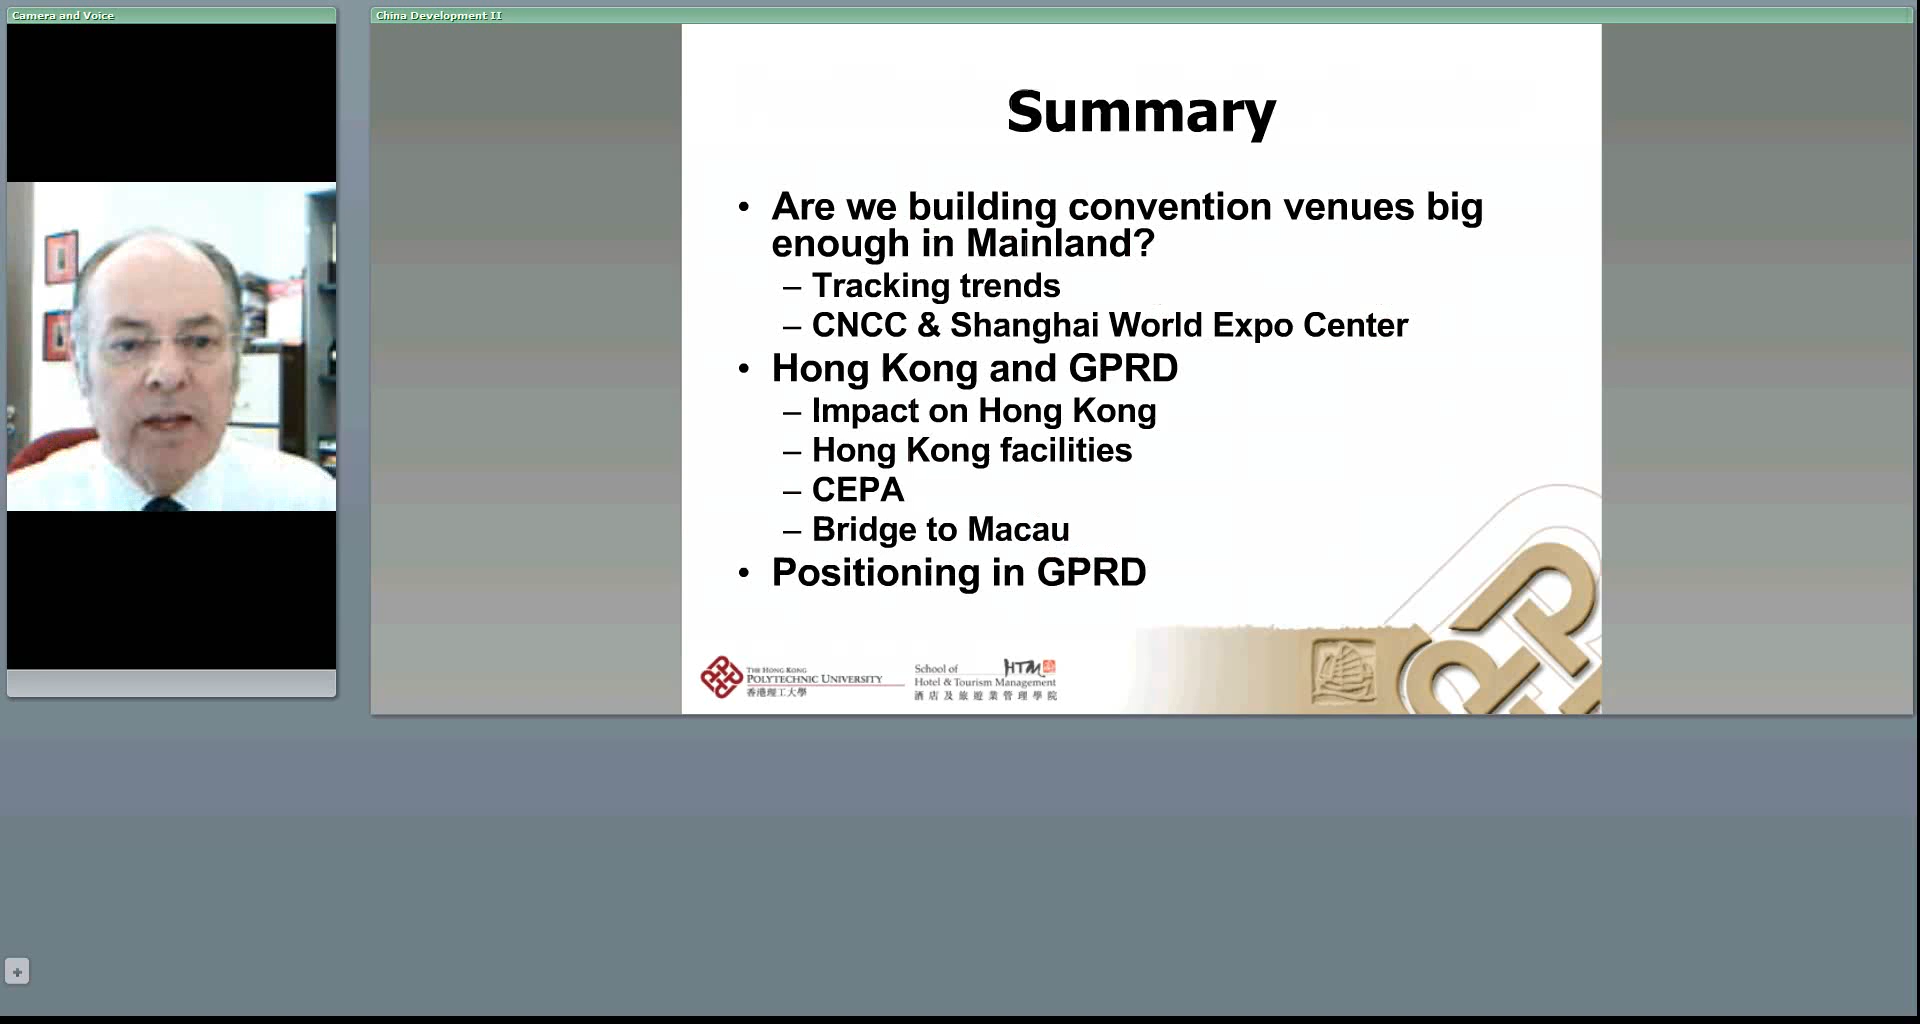 Camera and Voice
China Development II
Summary
• Are we building convention venues big
enough in Mainland?
– Tracking trends
– CNCC & Shanghai World Expo Center
• Hong Kong and GPRD
– Impact on Hong Kong
– Hong Kong facilities
– CEPA
– Bridge to Macau
• Positioning in GPRD
THE HONG KONG
POLYTECHNIC UNIVERSITY
香港理工大學
School of
HTM
Hotel & Tourism Management
酒店及旅遊業管理學院